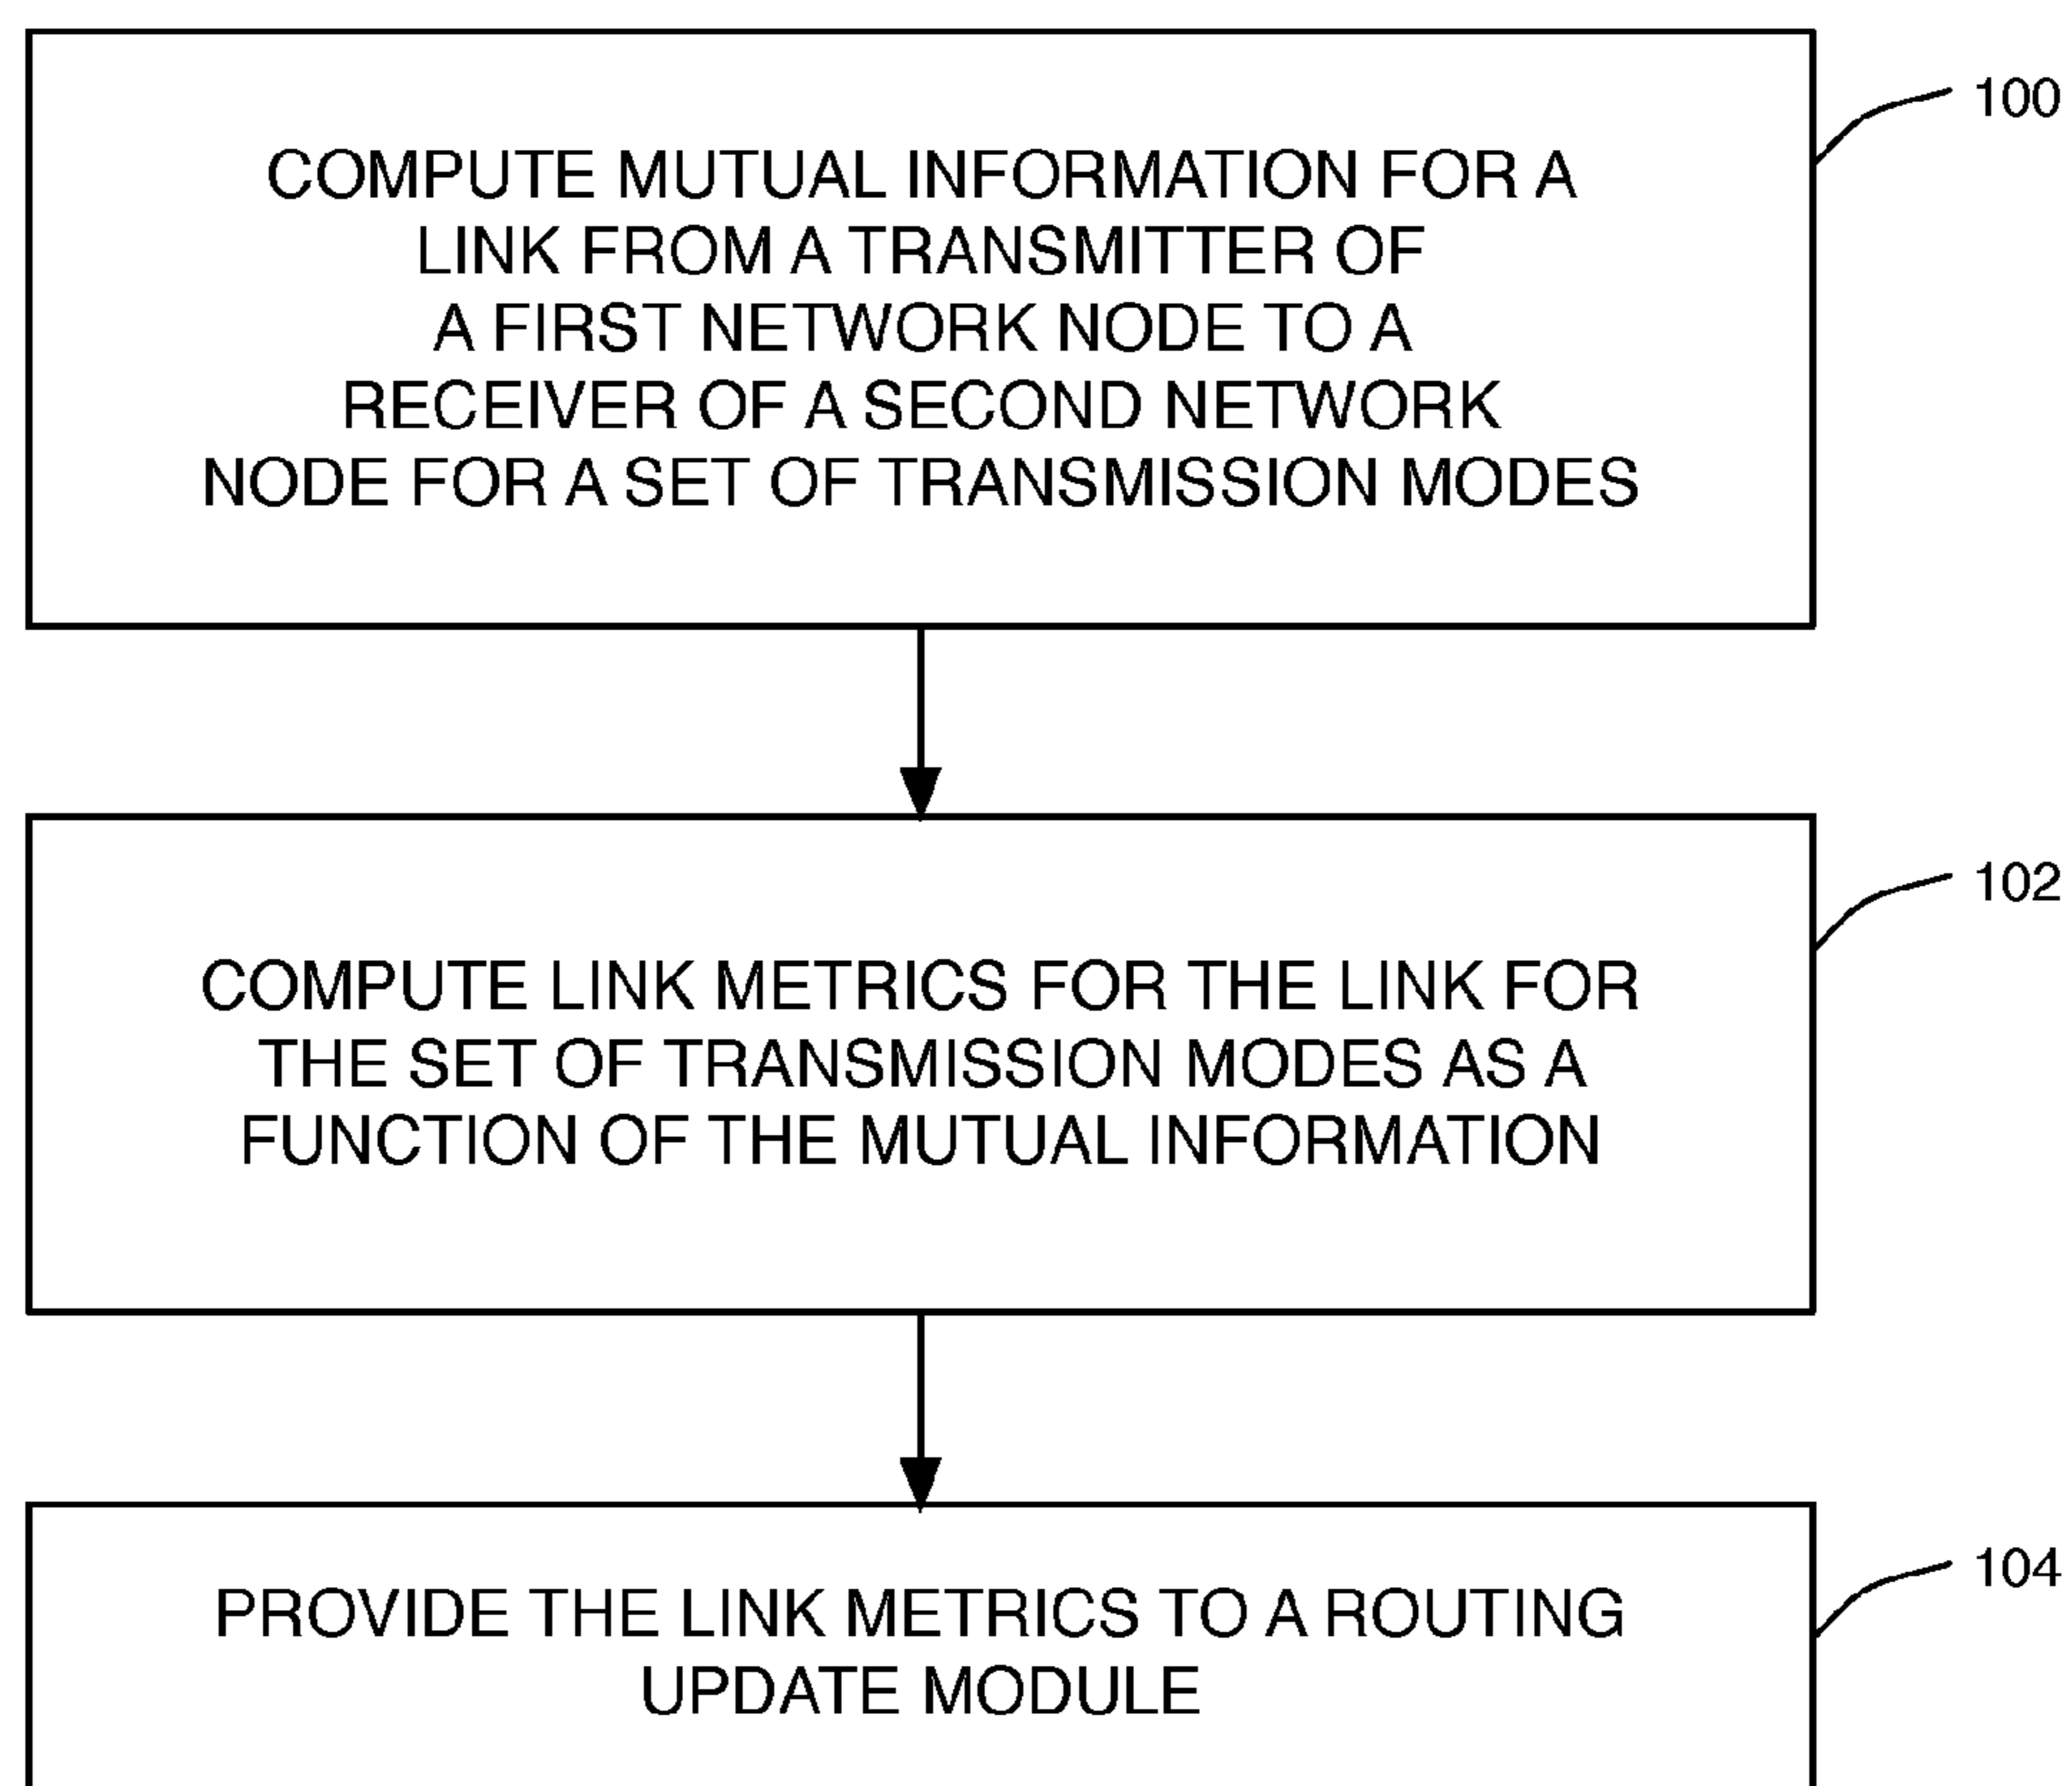 100
COMPUTE MUTUAL INFORMATION FOR A
LINK FROM A TRANSMITTER OF
A FIRST NETWORK NODE TO A
RECEIVER OF A SECOND NETWORK
NODE FOR A SET OF TRANSMISSION MODES
102
COMPUTE LINK METRICS FOR THE LINK FOR
THE SET OF TRANSMISSION MODES AS A
FUNCTION OF THE MUTUAL INFORMATION
104
PROVIDE THE LINK METRICS TO A ROUTING
UPDATE MODULE